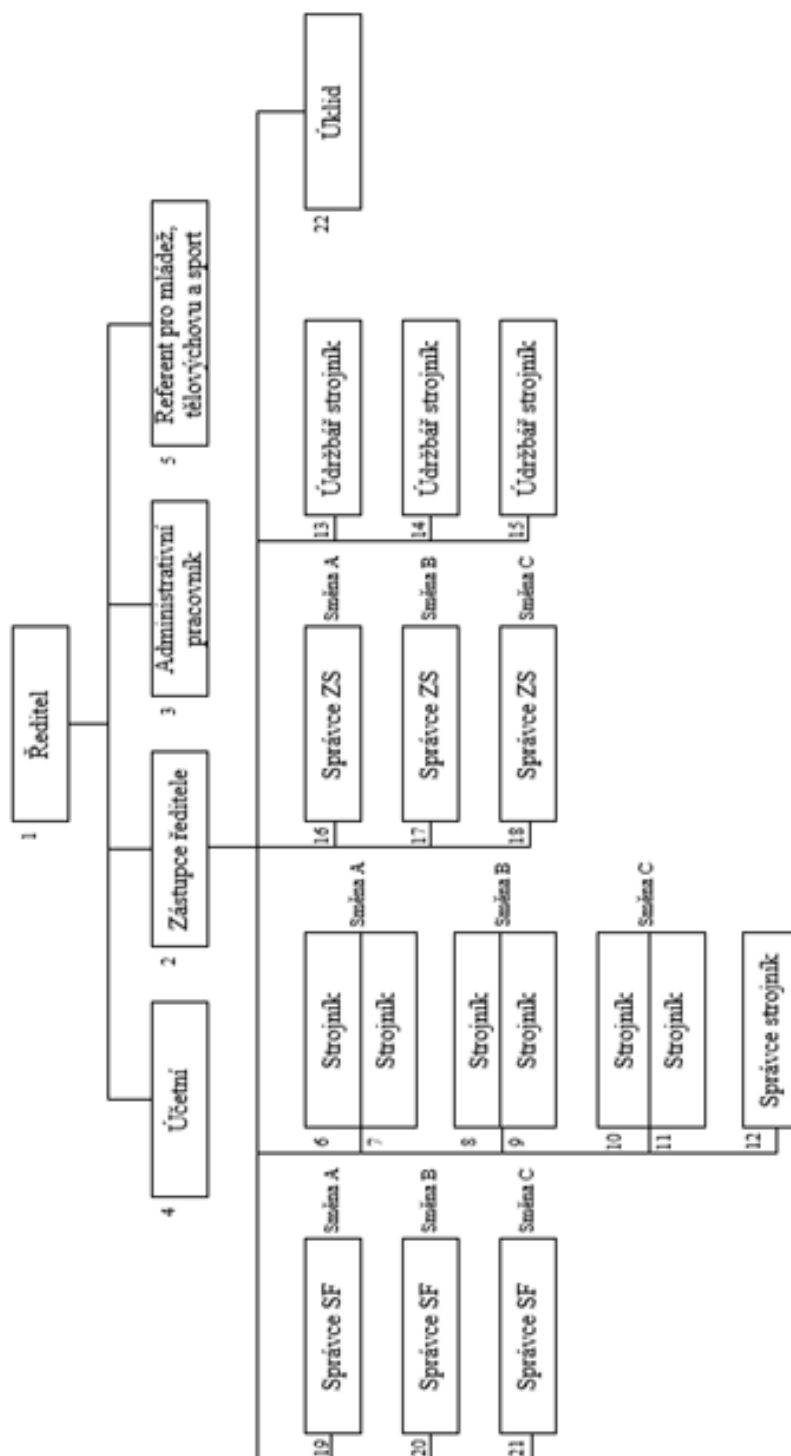 1
Ředitel
4
Účetní
2
Zástupce ředitele
3
Administrativní
pracovník
5
Referent pro mládež,
tělovýchovu a sport
19
Správce SF
Směna A
20
Správce SF
Směna B
21
Správce SF
Směna C
6
Strojník
7
Strojník
Směna A
8
Strojník
9
Strojník
Směna B
10
Strojník
11
Strojník
Směna C
12
Správce strojník
16
Správce ZS
Směna A
17
Správce ZS
Směna B
18
Správce ZS
Směna C
13
Údržbář strojník
14
Údržbář strojník
15
Údržbář strojník
22
Úklid